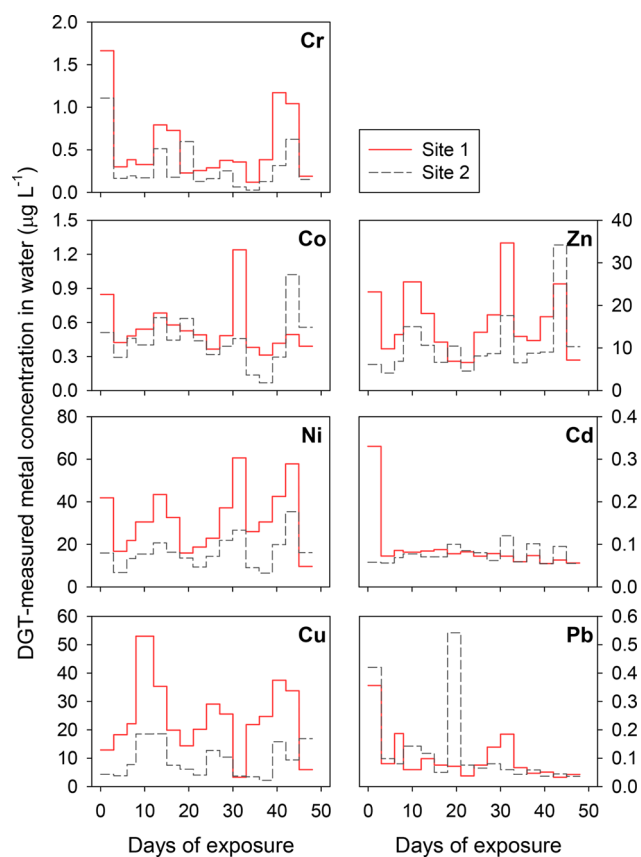 DGT-measured metal concentration in water (µg L⁻¹)
Cr
2.0
1.5
1.0
0.5
0.0
Site 1
Site 2
Co
1.5
1.2
0.9
0.6
0.3
0.0
Zn
40
30
20
10
0
Ni
80
60
40
20
0
Cd
0.4
0.3
0.2
0.1
0.0
Cu
60
50
40
30
20
10
0
Pb
0.6
0.5
0.4
0.3
0.2
0.1
0.0
0 10 20 30 40 50
0 10 20 30 40 50
Days of exposure
Days of exposure